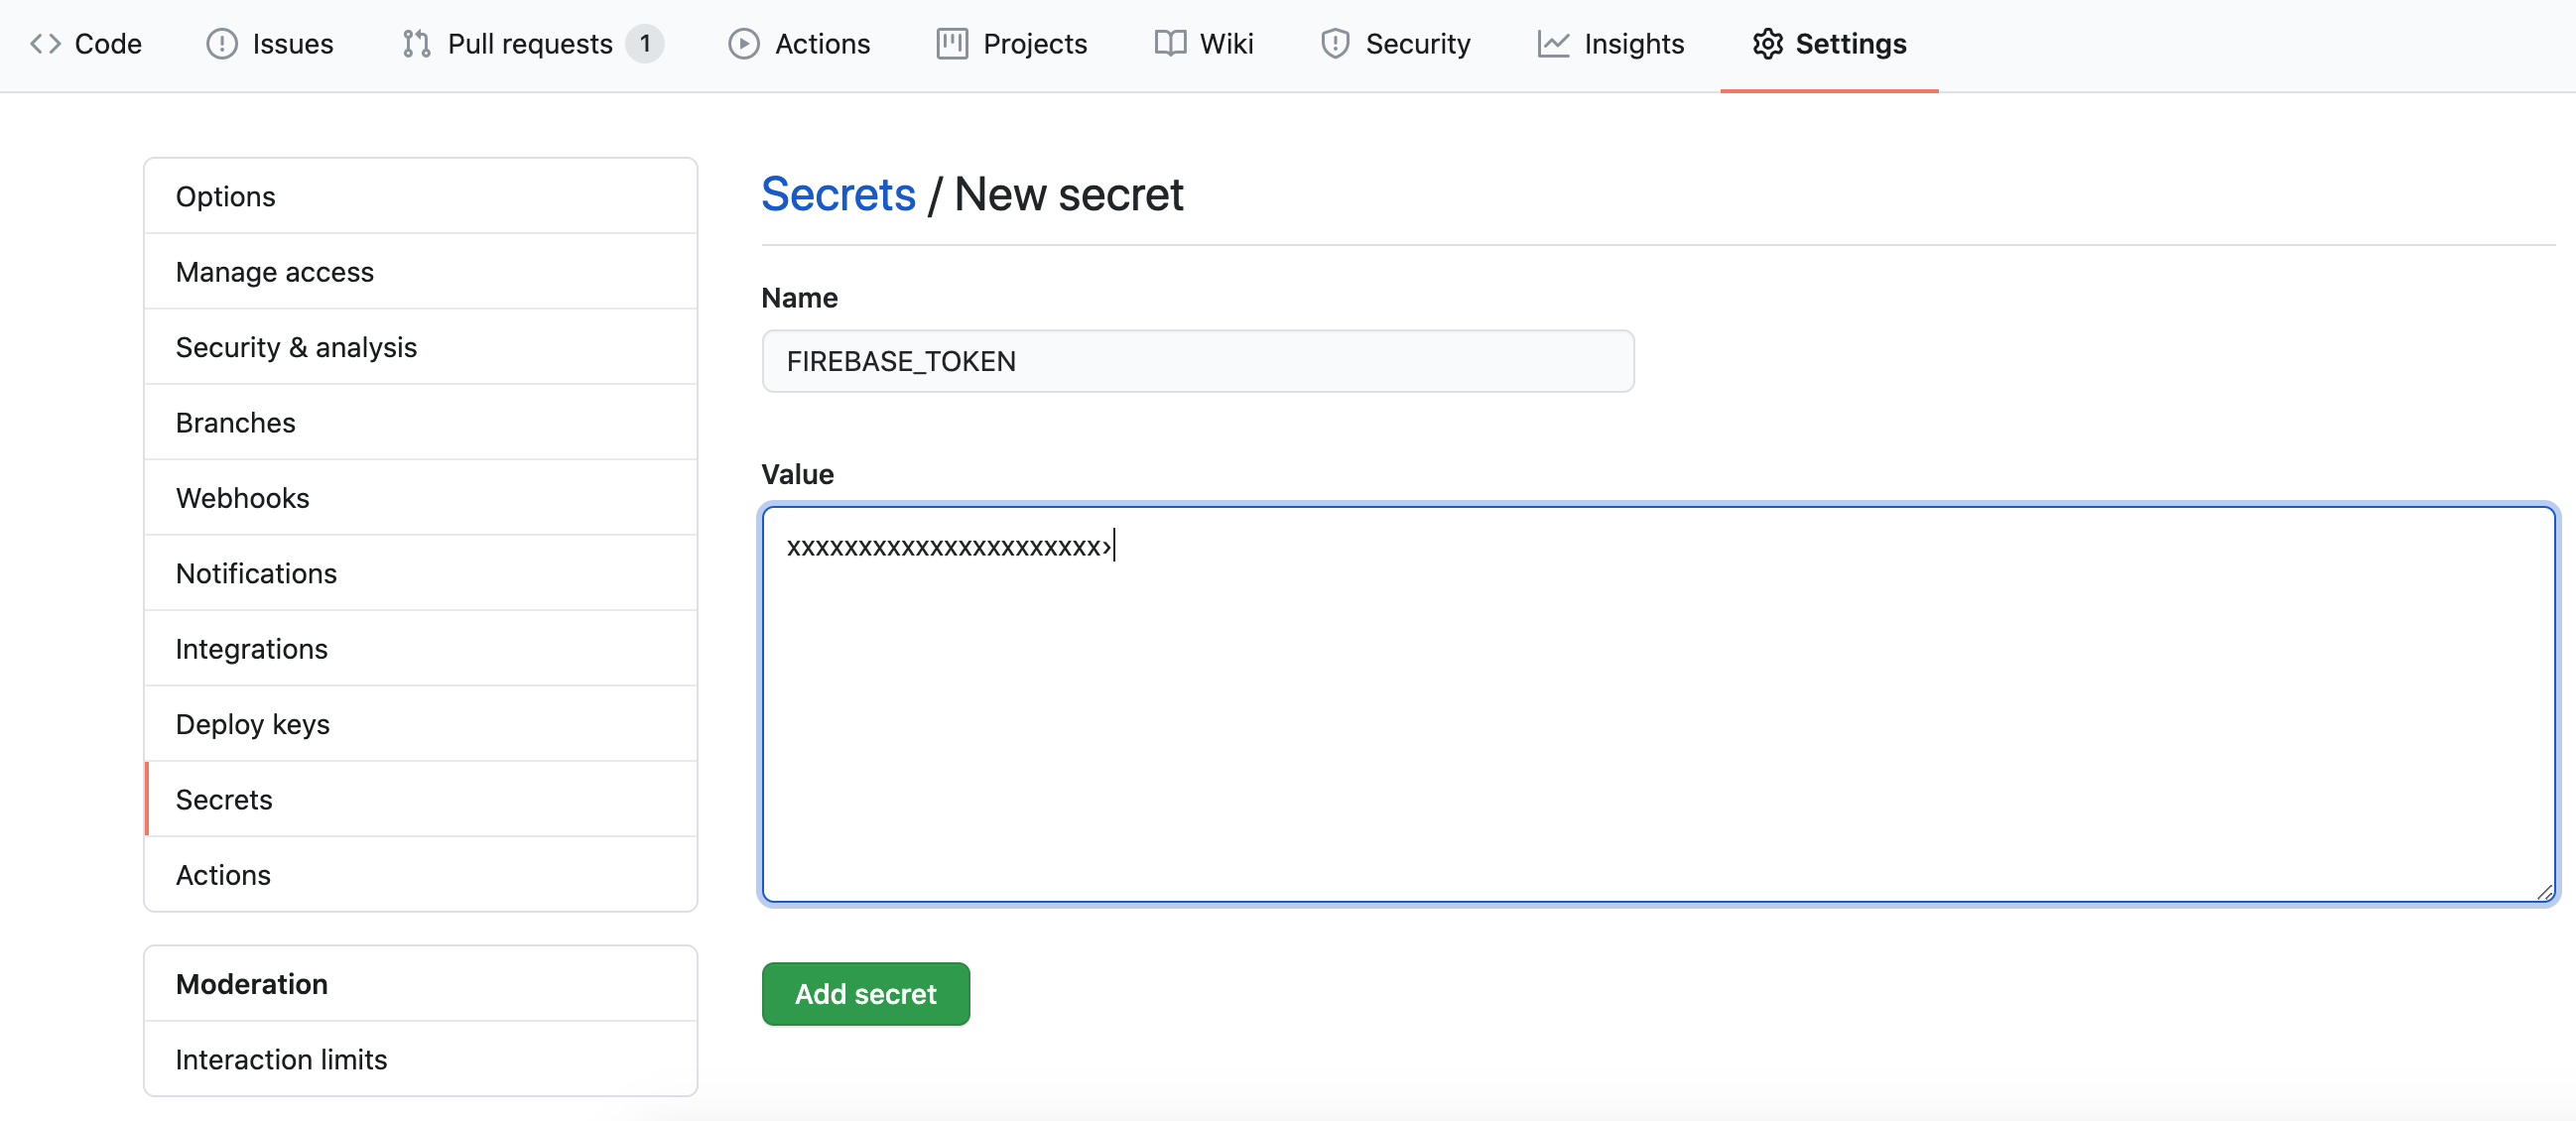 Code Issues Pull requests 1 Actions Projects Wiki Security Insights Settings
Options
Manage access
Security & analysis
Branches
Webhooks
Notifications
Integrations
Deploy keys
Secrets
Actions
Moderation
Interaction limits
Secrets / New secret
Name
FIREBASE_TOKEN
Value
xxxxxxxxxxxxxxxxxxxxxx›
Add secret